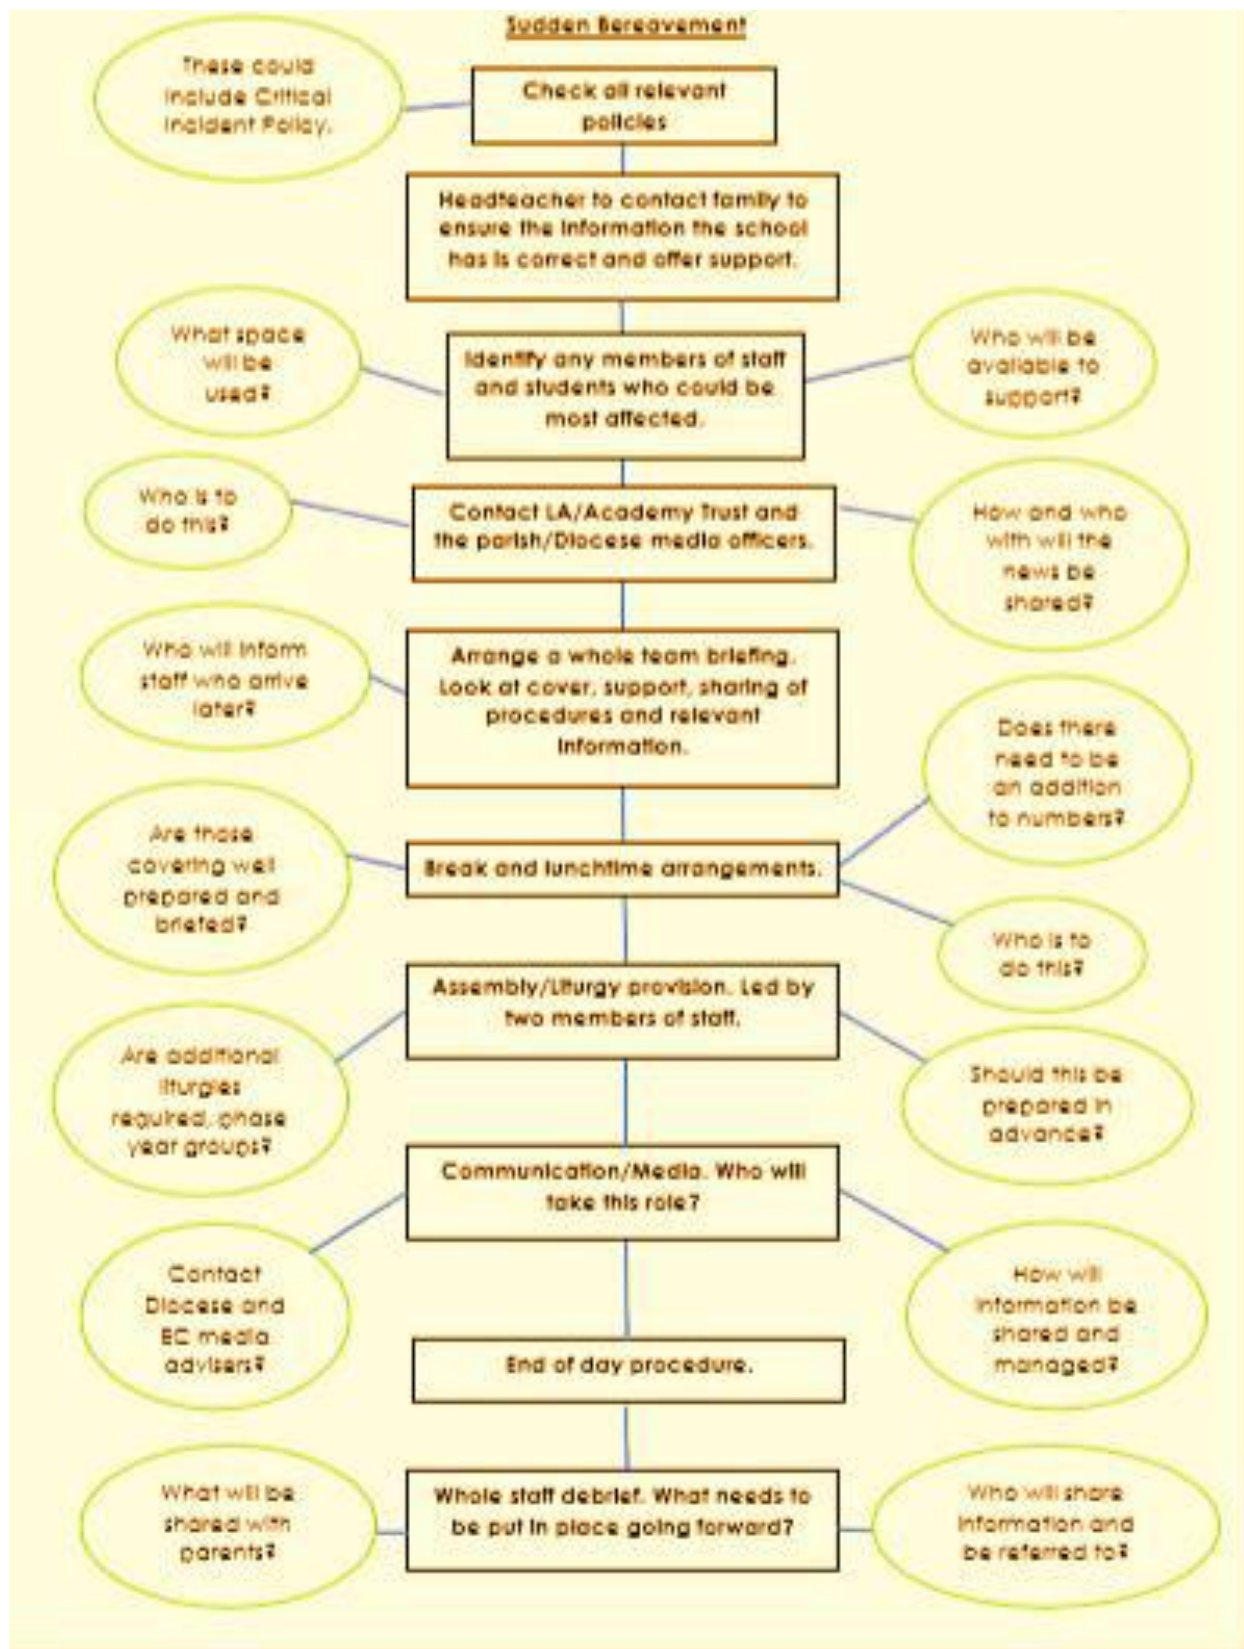 Sudden Bereavement
These could
include Critical
Incident Policy.
Check all relevant
policies
Headteacher to contact family to
ensure the information the school
has is correct and offer support.
What space
will be
used?
Identify any members of staff
and students who could be
most affected.
Who will be
available to
support?
Who is to
do this?
Contact LA/Academy Trust and
the parish/Diocese media officers.
How and who
with will the
news be
shared?
Who will inform
staff who arrive
later?
Arrange a whole team briefing.
Look at cover, support, sharing of
procedures and relevant
information.
Does there
need to be
an addition
to numbers?
Are those
covering well
prepared and
briefed?
Break and lunchtime arrangements.
Who is to
do this?
Assembly/Liturgy provision. Led by
two members of staff.
Are additional
liturgies
required, phase
year groups?
Should this be
prepared in
advance?
Communication/Media. Who will
take this role?
Contact
Diocese and
EC media
advisers?
How will
information be
shared and
managed?
End of day procedure.
What will be
shared with
parents?
Whole staff debrief. What needs to
be put in place going forward?
Who will share
information and
be referred to?